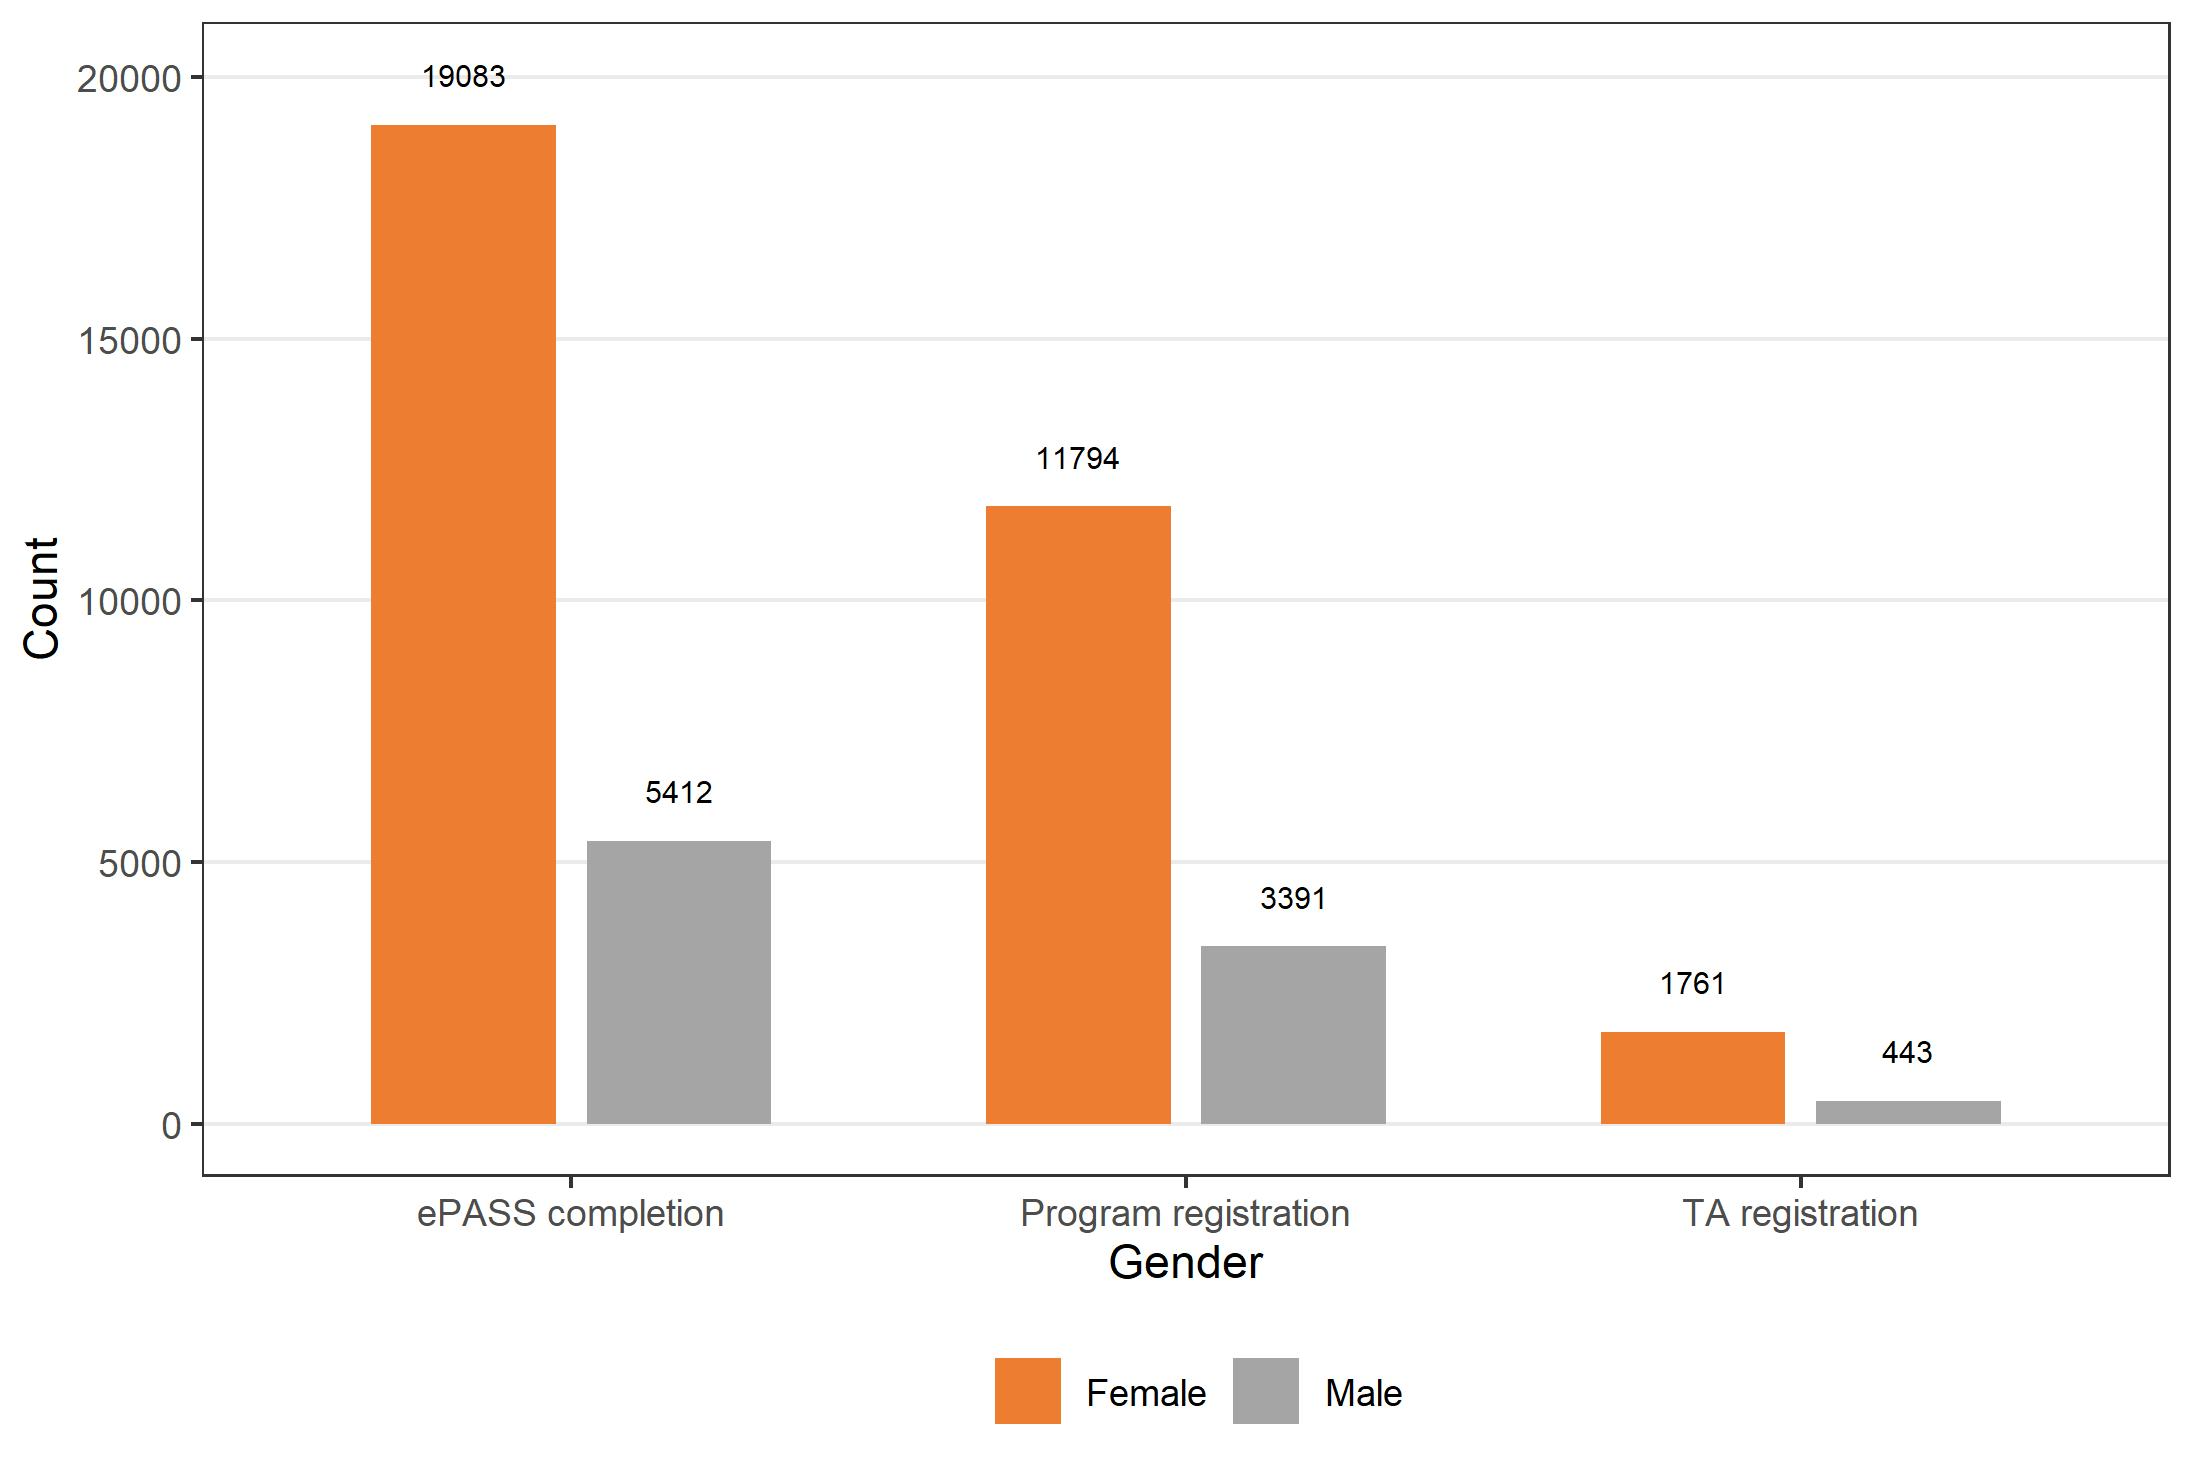 20000
15000
10000
5000
0
Count
19083
5412
11794
3391
1761
443
ePASS completion
Program registration
TA registration
Gender
Female
Male